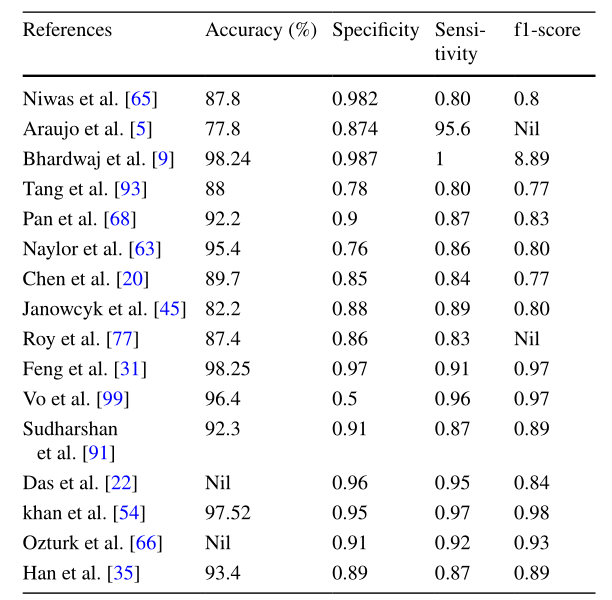 References Accuracy (%) Specificity Sensi-
tivity f1-score
Niwas et al. [65] 87.8 0.982 0.80 0.8
Araujo et al. [5] 77.8 0.874 95.6 Nil
Bhardwaj et al. [9] 98.24 0.987 1 8.89
Tang et al. [93] 88 0.78 0.80 0.77
Pan et al. [68] 92.2 0.9 0.87 0.83
Naylor et al. [63] 95.4 0.76 0.86 0.80
Chen et al. [20] 89.7 0.85 0.84 0.77
Janowcyk et al. [45] 82.2 0.88 0.89 0.80
Roy et al. [77] 87.4 0.86 0.83 Nil
Feng et al. [31] 98.25 0.97 0.91 0.97
Vo et al. [99] 96.4 0.5 0.96 0.97
Sudharshan 92.3 0.91 0.87 0.89
et al. [91]
Das et al. [22] Nil 0.96 0.95 0.84
khan et al. [54] 97.52 0.95 0.97 0.98
Ozturk et al. [66] Nil 0.91 0.92 0.93
Han et al. [35] 93.4 0.89 0.87 0.89